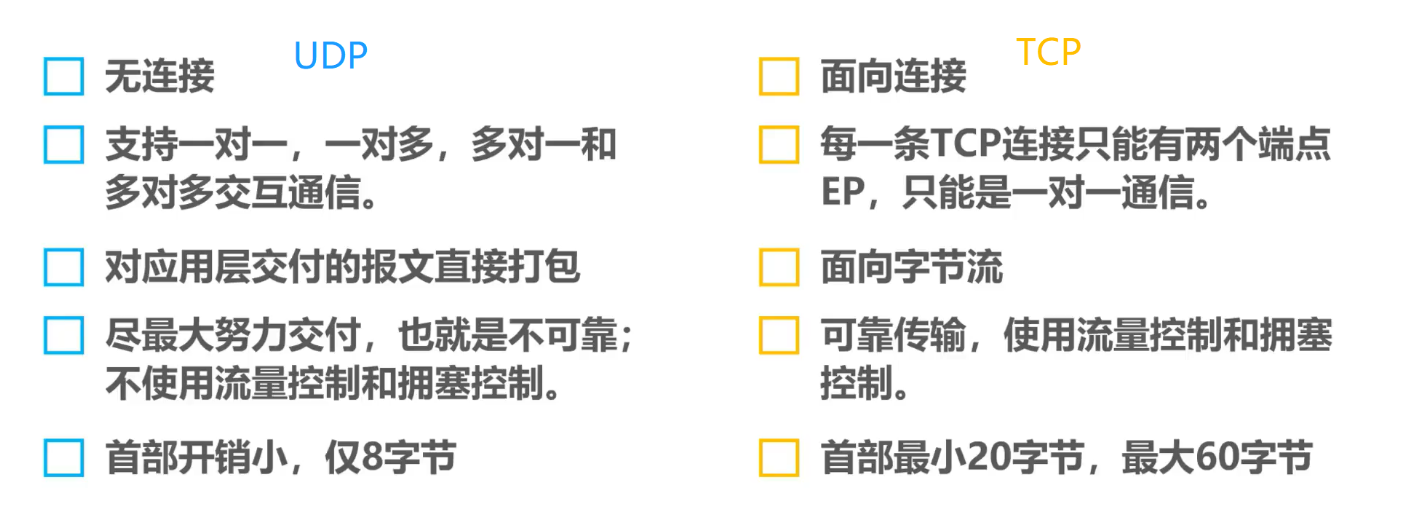 UDP
无连接
支持一对一，一对多，多对一和
多对多交互通信。
对应用层交付的报文直接打包
尽最大努力交付，也就是不可靠；
不使用流量控制和拥塞控制。
首部开销小，仅8字节
TCP
面向连接
每一条TCP连接只能有两个端点
EP，只能是一对一通信。
面向字节流
可靠传输，使用流量控制和拥塞
控制。
首部最小20字节，最大60字节